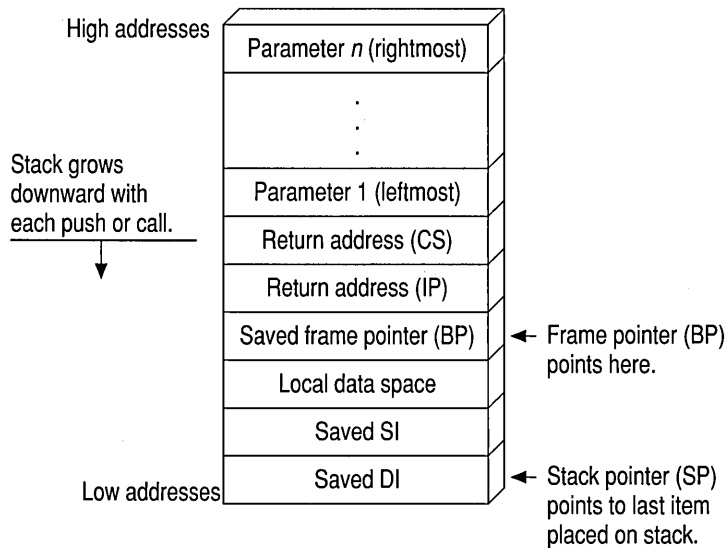 High addresses
Parameter n (rightmost)
.
.
.
Stack grows
downward with
each push or call.
Parameter 1 (leftmost)
Return address (CS)
Return address (IP)
Saved frame pointer (BP)
Frame pointer (BP)
points here.
Local data space
Saved SI
Saved DI
Low addresses
Stack pointer (SP)
points to last item
placed on stack.